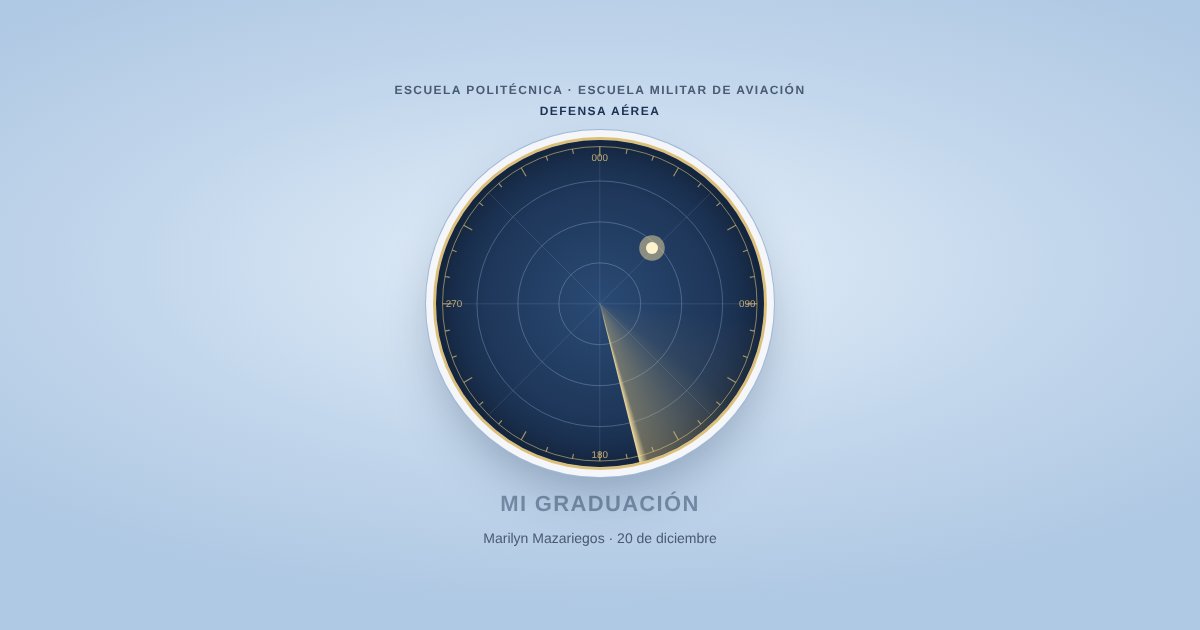 ESCUELA POLITÉCNICA · ESCUELA MILITAR DE AVIACIÓN
DEFENSA AÉREA
000
270
090
180
MI GRADUACIÓN
Marilyn Mazariegos · 20 de diciembre